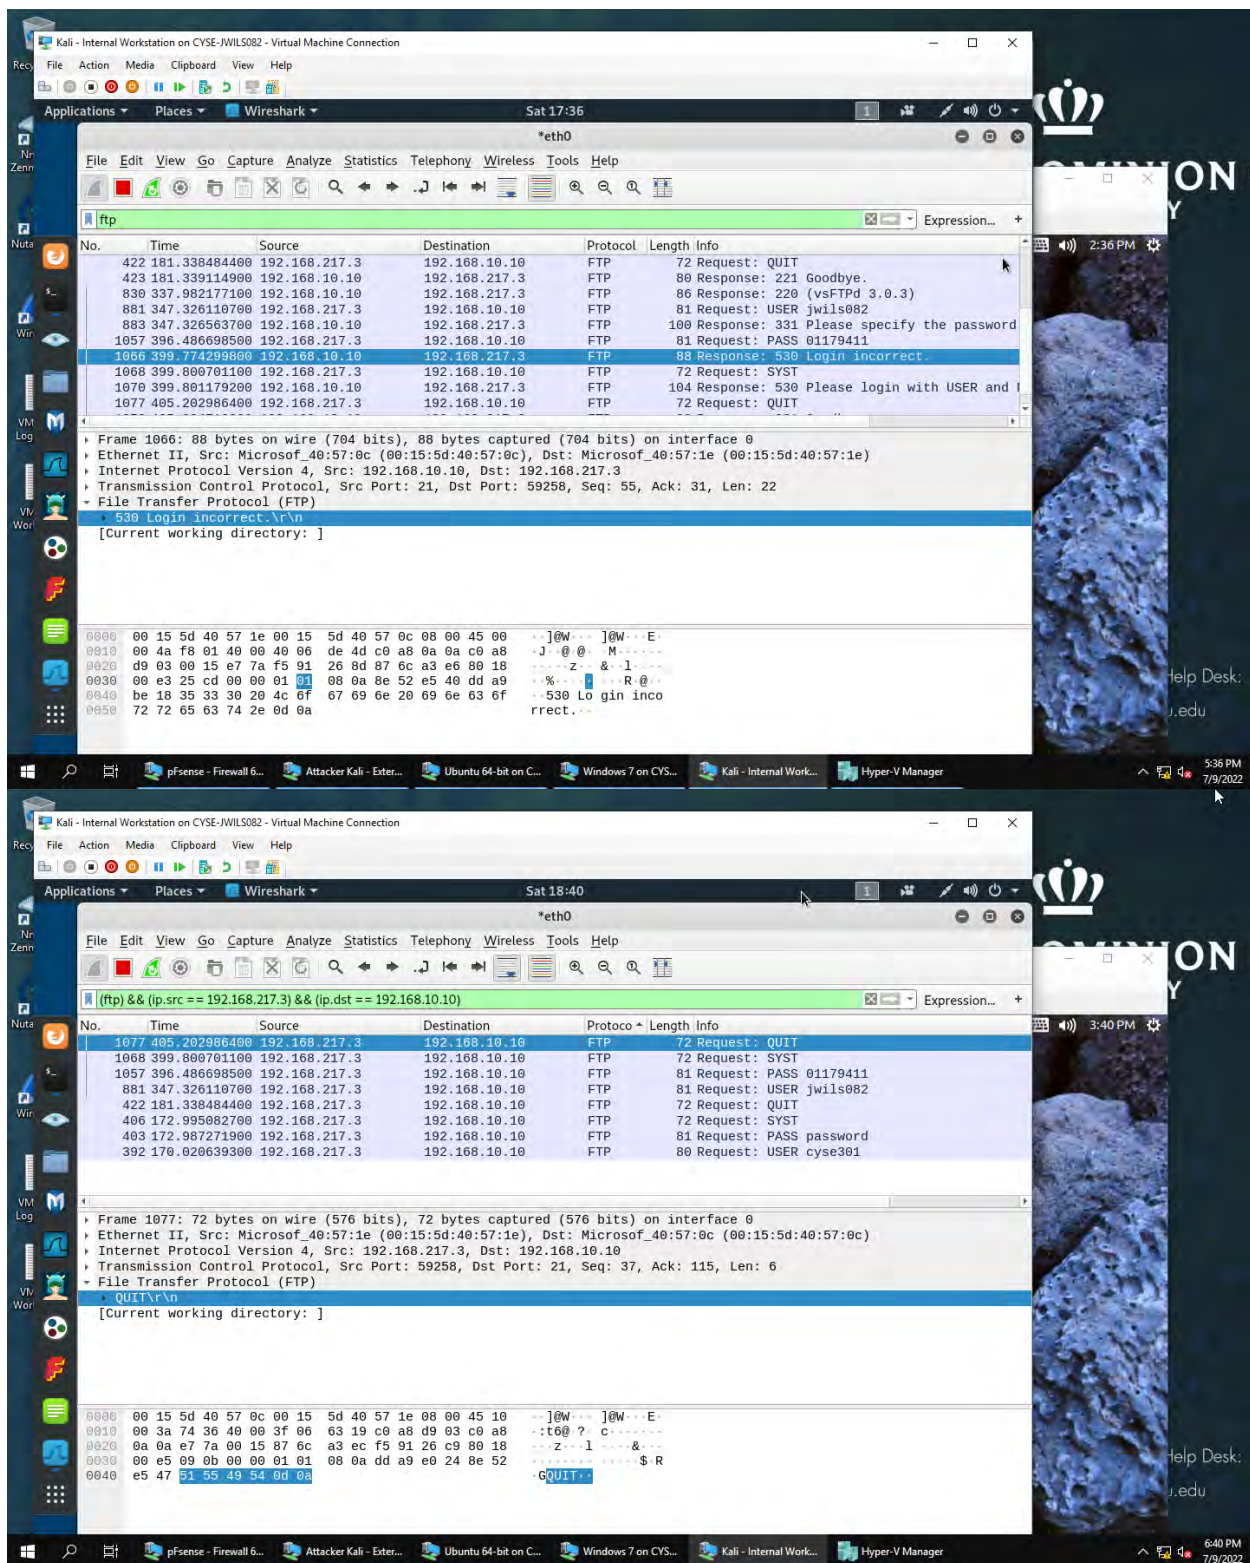 Kali - Internal Workstation on CYSE-JWILS082 - Virtual Machine Connection
File Action Media Clipboard View Help
Applications Places Wireshark Sat 17:36 1
*eth0
File Edit View Go Capture Analyze Statistics Telephony Wireless Tools Help
ftp Expression… +
No. Time Source Destination Protocol Length Info
422 181.338484400 192.168.217.3 192.168.10.10 FTP 72 Request: QUIT
423 181.339114900 192.168.10.10 192.168.217.3 FTP 80 Response: 221 Goodbye.
830 337.982177100 192.168.10.10 192.168.217.3 FTP 86 Response: 220 (vsFTPd 3.0.3)
881 347.326110700 192.168.217.3 192.168.10.10 FTP 81 Request: USER jwils082
883 347.326563700 192.168.10.10 192.168.217.3 FTP 100 Response: 331 Please specify the password
1057 396.486698500 192.168.217.3 192.168.10.10 FTP 81 Request: PASS 01179411
1066 399.774299800 192.168.10.10 192.168.217.3 FTP 88 Response: 530 Login incorrect.
1068 399.800701100 192.168.217.3 192.168.10.10 FTP 72 Request: SYST
1070 399.801179200 192.168.10.10 192.168.217.3 FTP 104 Response: 530 Please login with USER and
1077 405.202986400 192.168.217.3 192.168.10.10 FTP 72 Request: QUIT
Frame 1066: 88 bytes on wire (704 bits), 88 bytes captured (704 bits) on interface 0
Ethernet II, Src: Microsof_40:57:0c (00:15:5d:40:57:0c), Dst: Microsof_40:57:1e (00:15:5d:40:57:1e)
Internet Protocol Version 4, Src: 192.168.10.10, Dst: 192.168.217.3
Transmission Control Protocol, Src Port: 21, Dst Port: 59258, Seq: 55, Ack: 31, Len: 22
File Transfer Protocol (FTP)
530 Login incorrect.\r\n
[Current working directory: ]
0000 00 15 5d 40 57 1e 00 15 5d 40 57 0c 08 00 45 00 ··]@W··· ]@W···E·
0010 00 4a f8 01 40 00 40 06 de 4d c0 a8 0a 0a c0 a8 ·J··@·@· ·M······
0020 d9 03 00 15 e7 7a f5 91 26 8d 87 6c a3 e6 80 18 ·····z·· &··l····
0030 00 e3 25 cd 00 00 01 01 08 0a 8e 52 e5 40 dd a9 ··%····· ···R·@··
0040 be 18 35 33 30 20 4c 6f 67 69 6e 20 69 6e 63 6f ··530 Lo gin inco
0050 72 72 65 63 74 2e 0d 0a rrect.··
ON
Y
2:36 PM
Help Desk:
u.edu
pFsense - Firewall 6... Attacker Kali - Exter... Ubuntu 64-bit on C... Windows 7 on CYS... Kali - Internal Work... Hyper-V Manager
5:36 PM
7/9/2022
Kali - Internal Workstation on CYSE-JWILS082 - Virtual Machine Connection
File Action Media Clipboard View Help
Applications Places Wireshark Sat 18:40 1
*eth0
File Edit View Go Capture Analyze Statistics Telephony Wireless Tools Help
(ftp) && (ip.src == 192.168.217.3) && (ip.dst == 192.168.10.10) Expression… +
No. Time Source Destination Protoco Length Info
1077 405.202986400 192.168.217.3 192.168.10.10 FTP 72 Request: QUIT
1068 399.800701100 192.168.217.3 192.168.10.10 FTP 72 Request: SYST
1057 396.486698500 192.168.217.3 192.168.10.10 FTP 81 Request: PASS 01179411
881 347.326110700 192.168.217.3 192.168.10.10 FTP 81 Request: USER jwils082
422 181.338484400 192.168.217.3 192.168.10.10 FTP 72 Request: QUIT
406 172.995082700 192.168.217.3 192.168.10.10 FTP 72 Request: SYST
403 172.987271900 192.168.217.3 192.168.10.10 FTP 81 Request: PASS password
392 170.020639300 192.168.217.3 192.168.10.10 FTP 80 Request: USER cyse301
Frame 1077: 72 bytes on wire (576 bits), 72 bytes captured (576 bits) on interface 0
Ethernet II, Src: Microsof_40:57:1e (00:15:5d:40:57:1e), Dst: Microsof_40:57:0c (00:15:5d:40:57:0c)
Internet Protocol Version 4, Src: 192.168.217.3, Dst: 192.168.10.10
Transmission Control Protocol, Src Port: 59258, Dst Port: 21, Seq: 37, Ack: 115, Len: 6
File Transfer Protocol (FTP)
QUIT\r\n
[Current working directory: ]
0000 00 15 5d 40 57 0c 00 15 5d 40 57 1e 08 00 45 10 ··]@W··· ]@W···E·
0010 00 3a 74 36 40 00 3f 06 63 19 c0 a8 d9 03 c0 a8 ·:t6@·?· c·······
0020 0a 0a e7 7a 00 15 87 6c a3 ec f5 91 26 c9 80 18 ···z···l ····&···
0030 00 e5 09 0b 00 00 01 01 08 0a dd a9 e0 24 8e 52 ········ ·····$·R
0040 e5 47 51 55 49 54 0d 0a ·GQUIT··
ON
Y
3:40 PM
Help Desk:
u.edu
pFsense - Firewall 6... Attacker Kali - Exter... Ubuntu 64-bit on C... Windows 7 on CYS... Kali - Internal Work... Hyper-V Manager
6:40 PM
7/9/2022